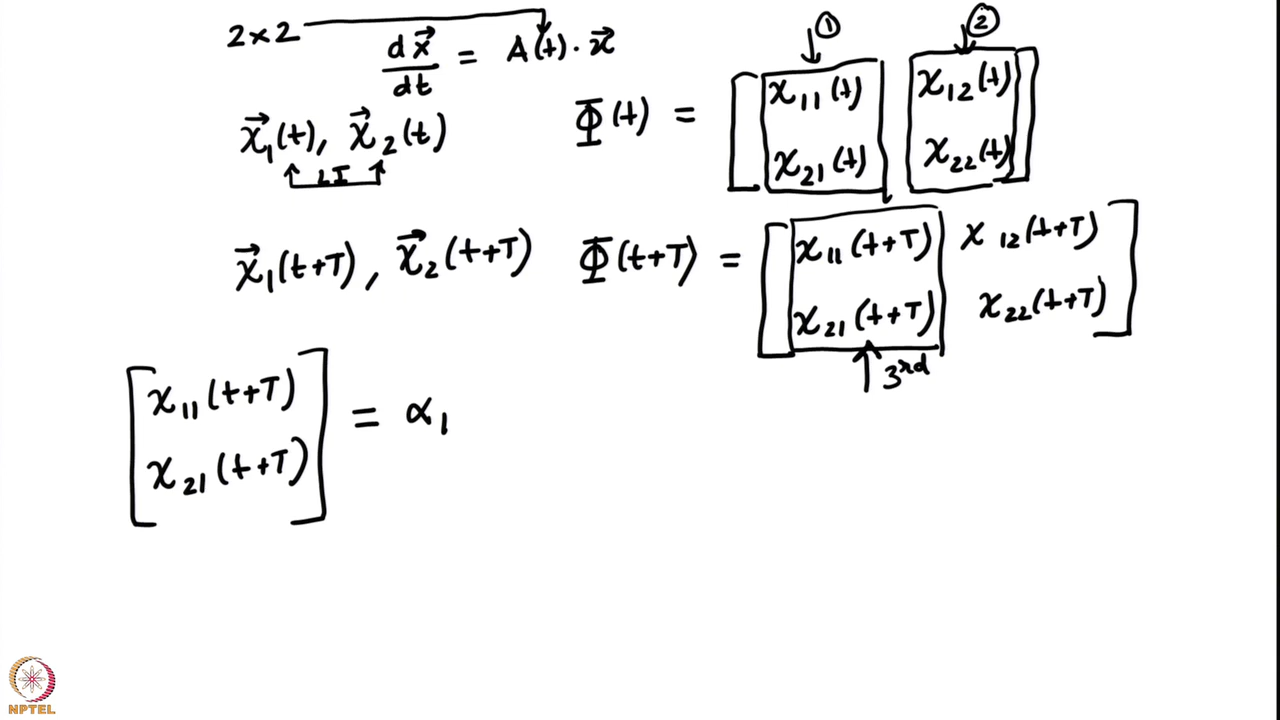 2×2
dx⃗/dt = A(t)·x⃗
① ②
x⃗₁(t), x⃗₂(t)
LI
Φ(t) = [ x₁₁(t) x₁₂(t)
x₂₁(t) x₂₂(t) ]
x⃗₁(t+T), x⃗₂(t+T)
Φ(t+T) = [ x₁₁(t+T) x₁₂(t+T)
x₂₁(t+T) x₂₂(t+T) ]
3rd
[ x₁₁(t+T)
x₂₁(t+T) ] = α₁
NPTEL